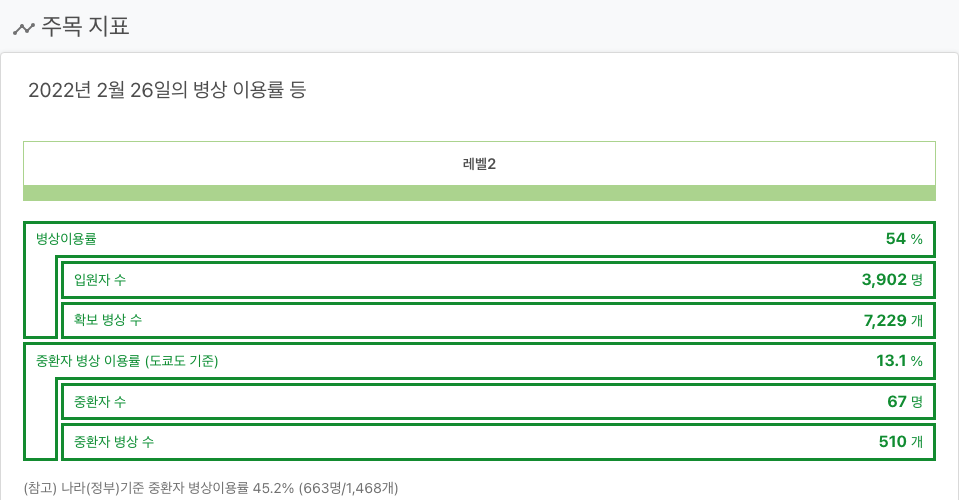 주목 지표
2022년 2월 26일의 병상 이용률 등
레벨2
병상이용률 54 %
입원자 수 3,902 명
확보 병상 수 7,229 개
중환자 병상 이용률 (도쿄도 기준) 13.1 %
중환자 수 67 명
중환자 병상 수 510 개
(참고) 나라(정부)기준 중환자 병상이용률 45.2% (663명/1,468개)